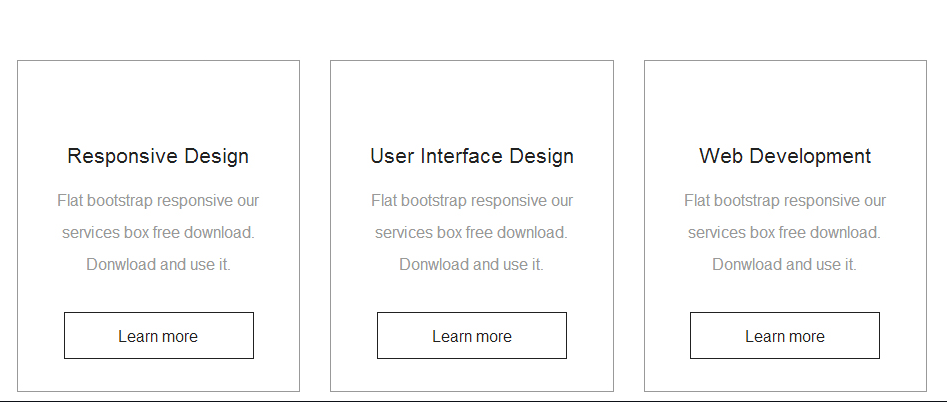 Responsive Design
Flat bootstrap responsive our
services box free download.
Donwload and use it.
Learn more
User Interface Design
Flat bootstrap responsive our
services box free download.
Donwload and use it.
Learn more
Web Development
Flat bootstrap responsive our
services box free download.
Donwload and use it.
Learn more